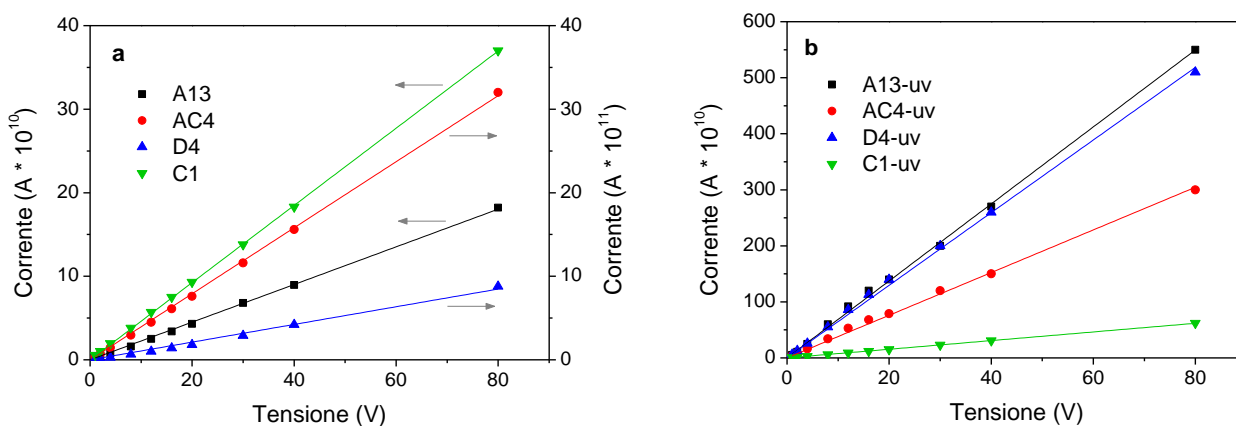 a
A13
AC4
D4
C1
Corrente (A * 10^10)
40
30
20
10
0
Corrente (A * 10^11)
40
30
20
10
0
0 20 40 60 80
Tensione (V)
b
A13-uv
AC4-uv
D4-uv
C1-uv
Corrente (A * 10^10)
600
500
400
300
200
100
0
0 20 40 60 80
Tensione (V)